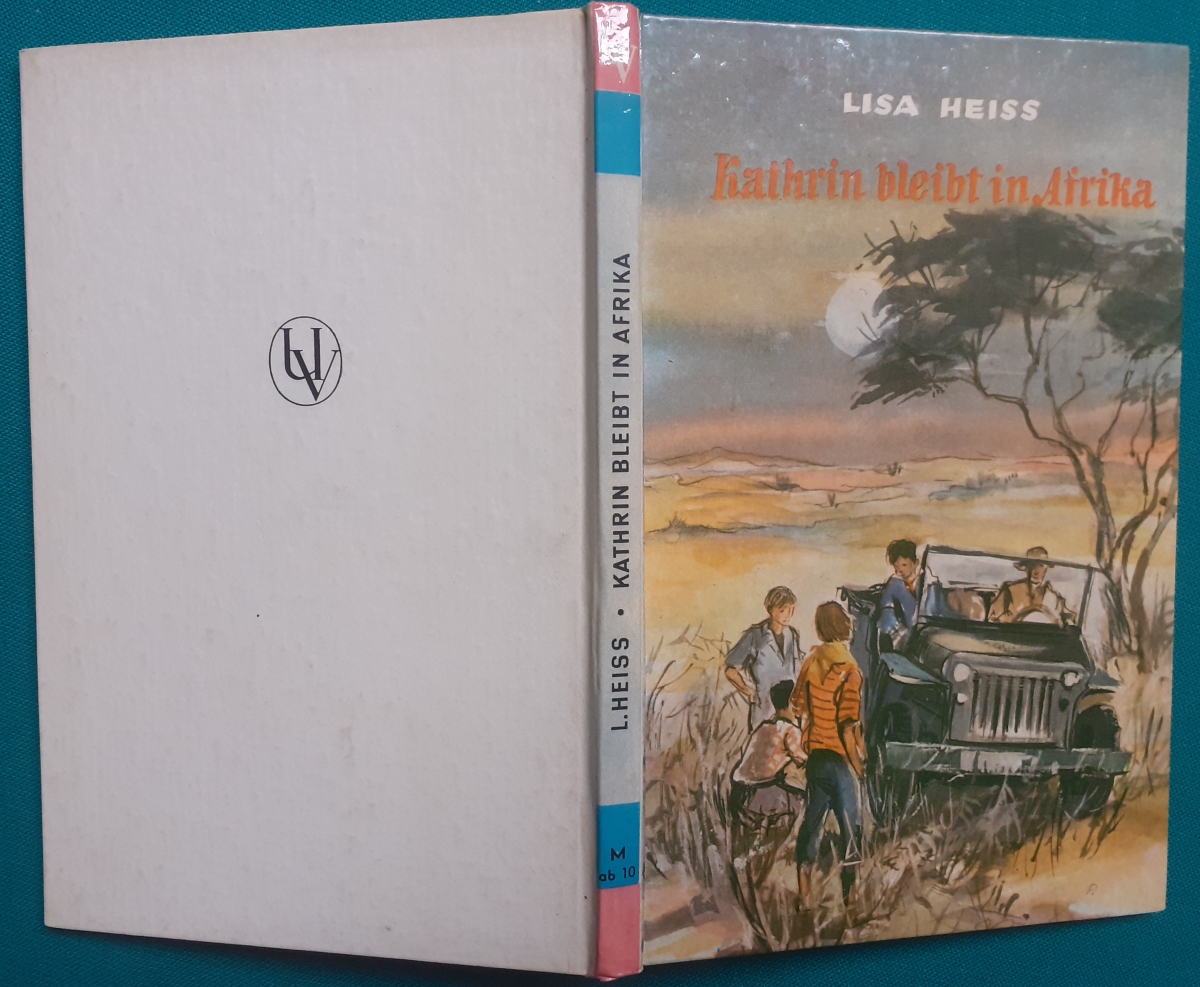 UV
V
L. HEISS • KATHRIN BLEIBT IN AFRIKA
M
ab 10
LISA HEISS
Kathrin bleibt in Afrika